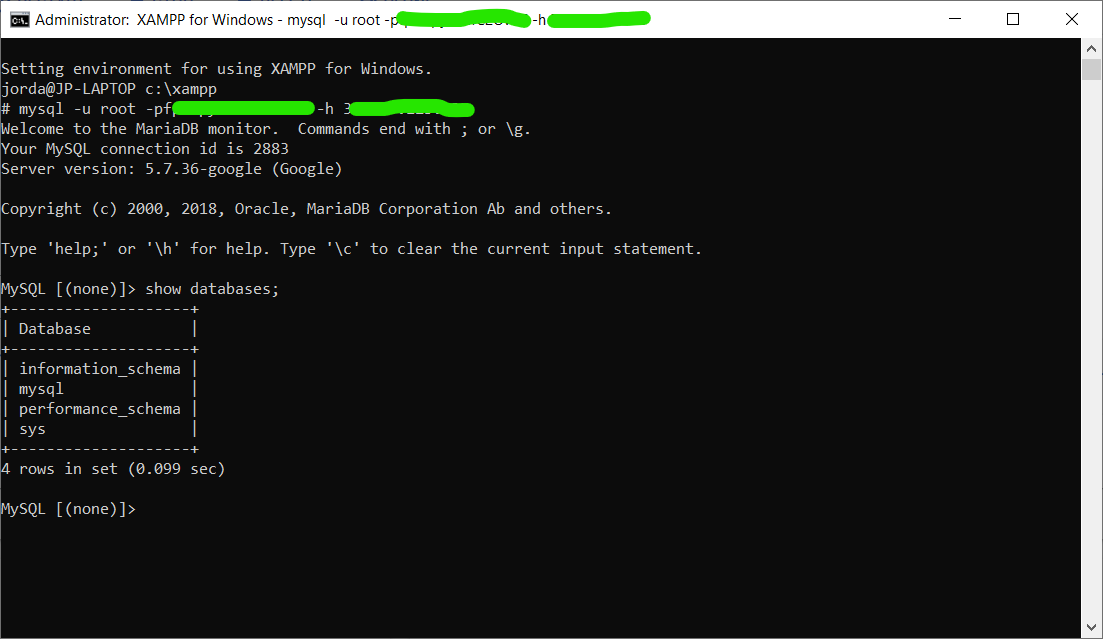 Administrator: XAMPP for Windows - mysql -u root -p -h
Setting environment for using XAMPP for Windows.
jorda@JP-LAPTOP c:\xampp
# mysql -u root -pf -h 3
Welcome to the MariaDB monitor.  Commands end with ; or \g.
Your MySQL connection id is 2883
Server version: 5.7.36-google (Google)
Copyright (c) 2000, 2018, Oracle, MariaDB Corporation Ab and others.
Type 'help;' or '\h' for help. Type '\c' to clear the current input statement.
MySQL [(none)]> show databases;
+--------------------+
| Database           |
+--------------------+
| information_schema |
| mysql              |
| performance_schema |
| sys                |
+--------------------+
4 rows in set (0.099 sec)
MySQL [(none)]>